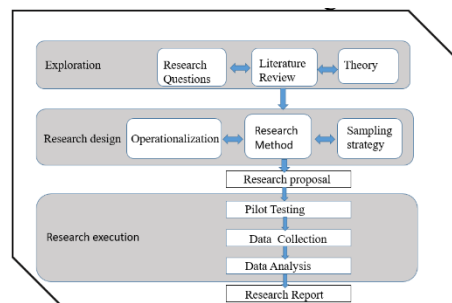 Exploration
Research
Questions
Literature
Review
Theory
Research design
Operationalization
Research
Method
Sampling
strategy
Research proposal
Research execution
Pilot Testing
Data Collection
Data Analysis
Research Report